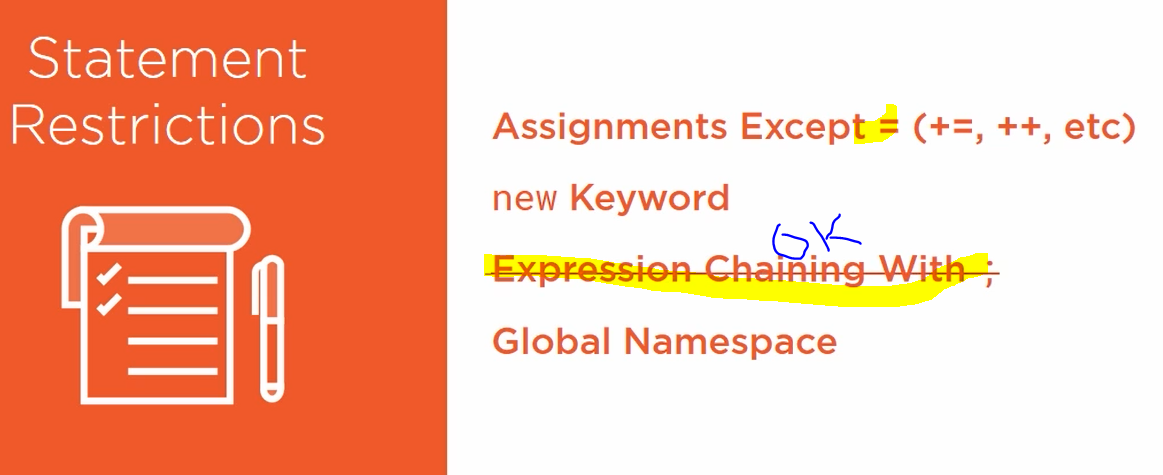 Statement
Restrictions
Assignments Except = (+=, ++, etc)
new Keyword
OK
Expression Chaining With ;
Global Namespace